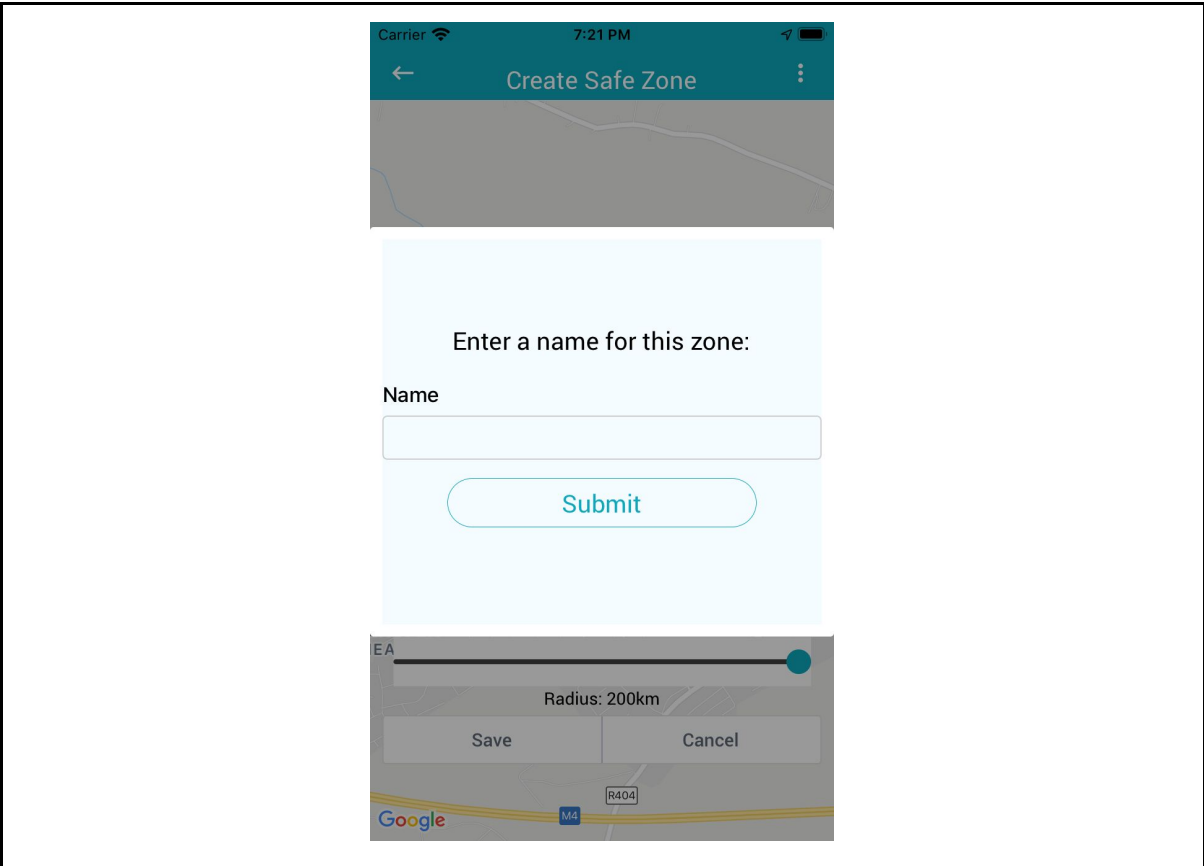 Carrier 7:21 PM
Create Safe Zone
Enter a name for this zone:
Name
Submit
EA
Radius: 200km
Save Cancel
R404
M4
Google